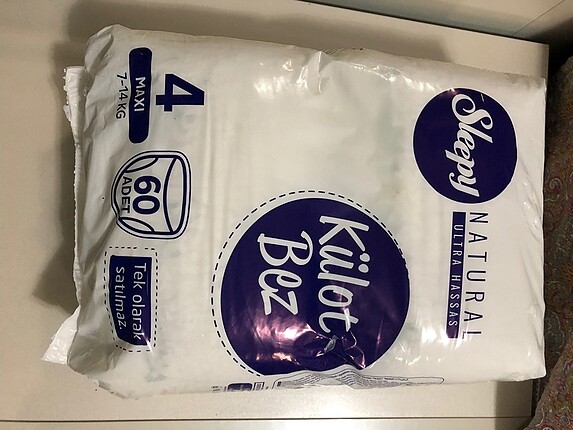 Sleepy
NATURAL
ULTRA HASSAS
Külot
Bez
4
MAXI
7-14 KG
60
ADET
Tek olarak
satılmaz.